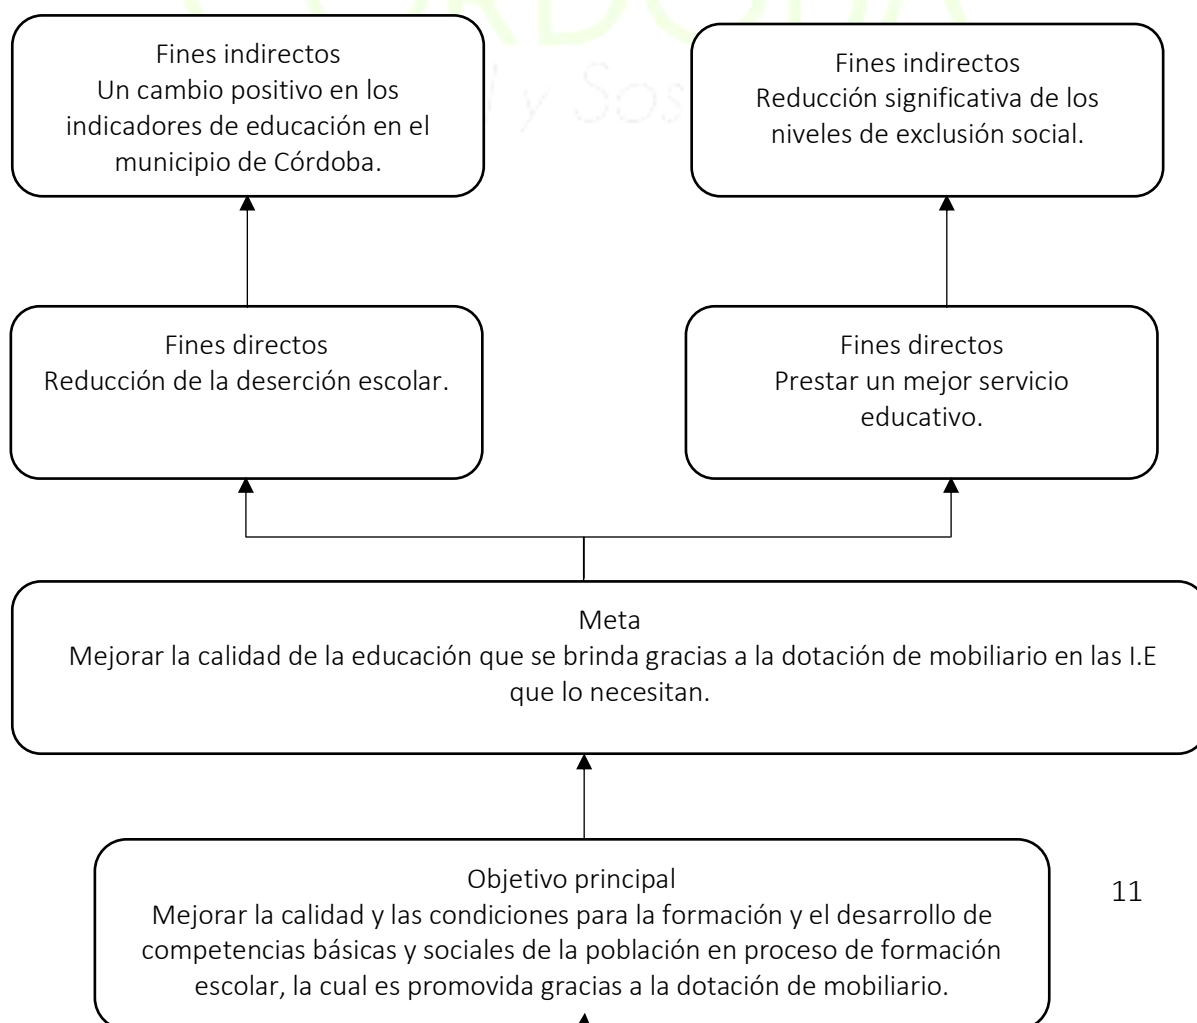 Fines indirectos
Un cambio positivo en los
indicadores de educación en el
municipio de Córdoba.
Fines indirectos
Reducción significativa de los
niveles de exclusión social.
Fines directos
Reducción de la deserción escolar.
Fines directos
Prestar un mejor servicio
educativo.
Meta
Mejorar la calidad de la educación que se brinda gracias a la dotación de mobiliario en las I.E
que lo necesitan.
Objetivo principal
Mejorar la calidad y las condiciones para la formación y el desarrollo de
competencias básicas y sociales de la población en proceso de formación
escolar, la cual es promovida gracias a la dotación de mobiliario.
11